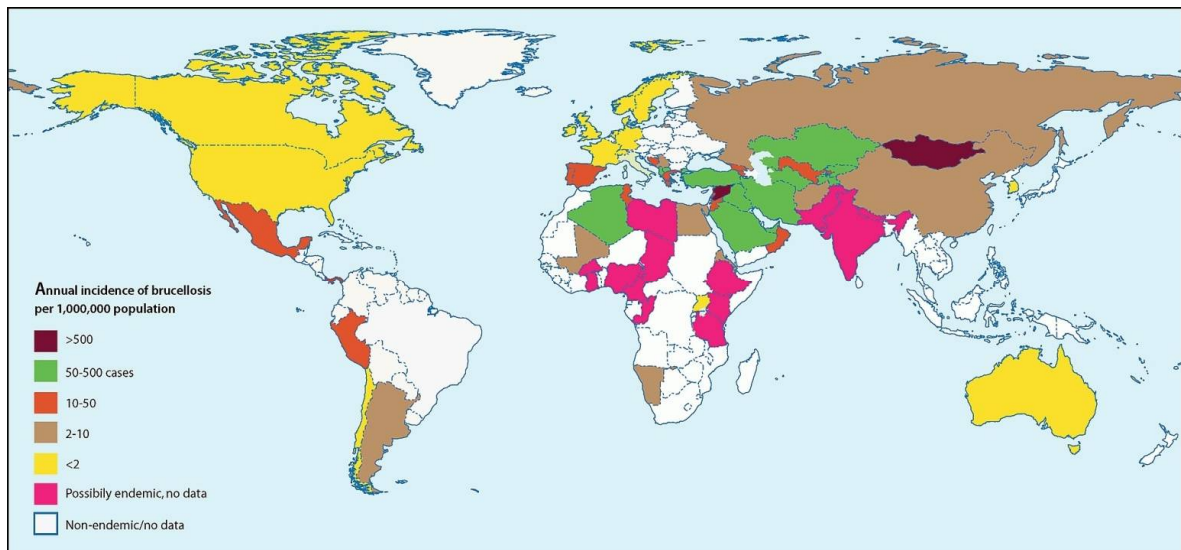 Annual incidence of brucellosis
per 1,000,000 population
>500
50-500 cases
10-50
2-10
<2
Possibily endemic, no data
Non-endemic/no data